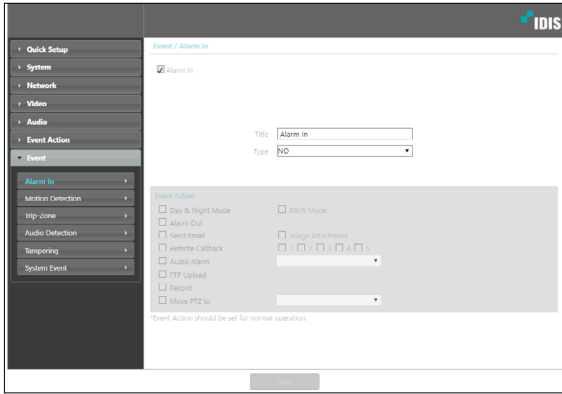 IDIS
Quick Setup
System
Network
Video
Audio
Event Action
Event
Alarm In
Motion Detection
Trip-Zone
Audio Detection
Tampering
System Event
Event / Alarm In
Alarm In
Title Alarm In
Type NO
Event Action
Day & Night Mode B&W Mode
Alarm Out
Send Email Image Attachment
Remote Callback 1 2 3 4 5
Audio Alarm
FTP Upload
Record
Move PTZ to
*Event Action should be set for normal operation.
Save